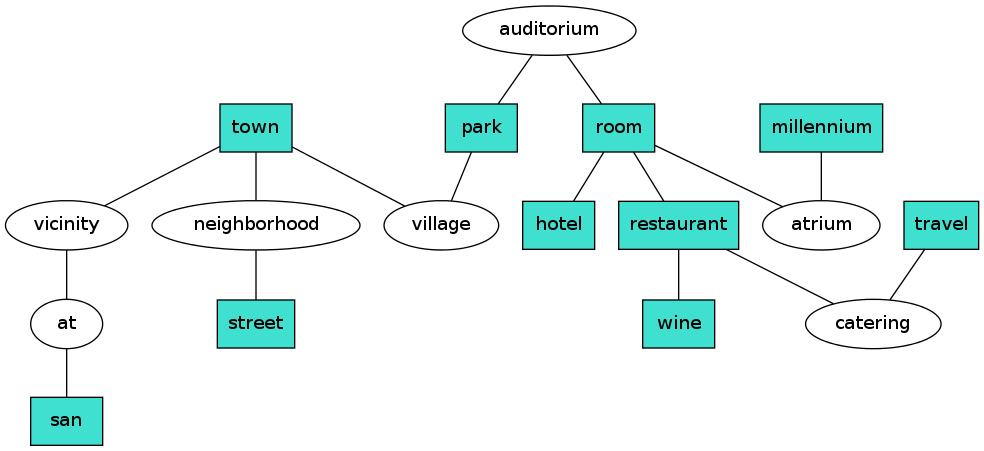 auditorium
town
park
room
millennium
vicinity
neighborhood
village
hotel
restaurant
atrium
travel
at
street
wine
catering
san